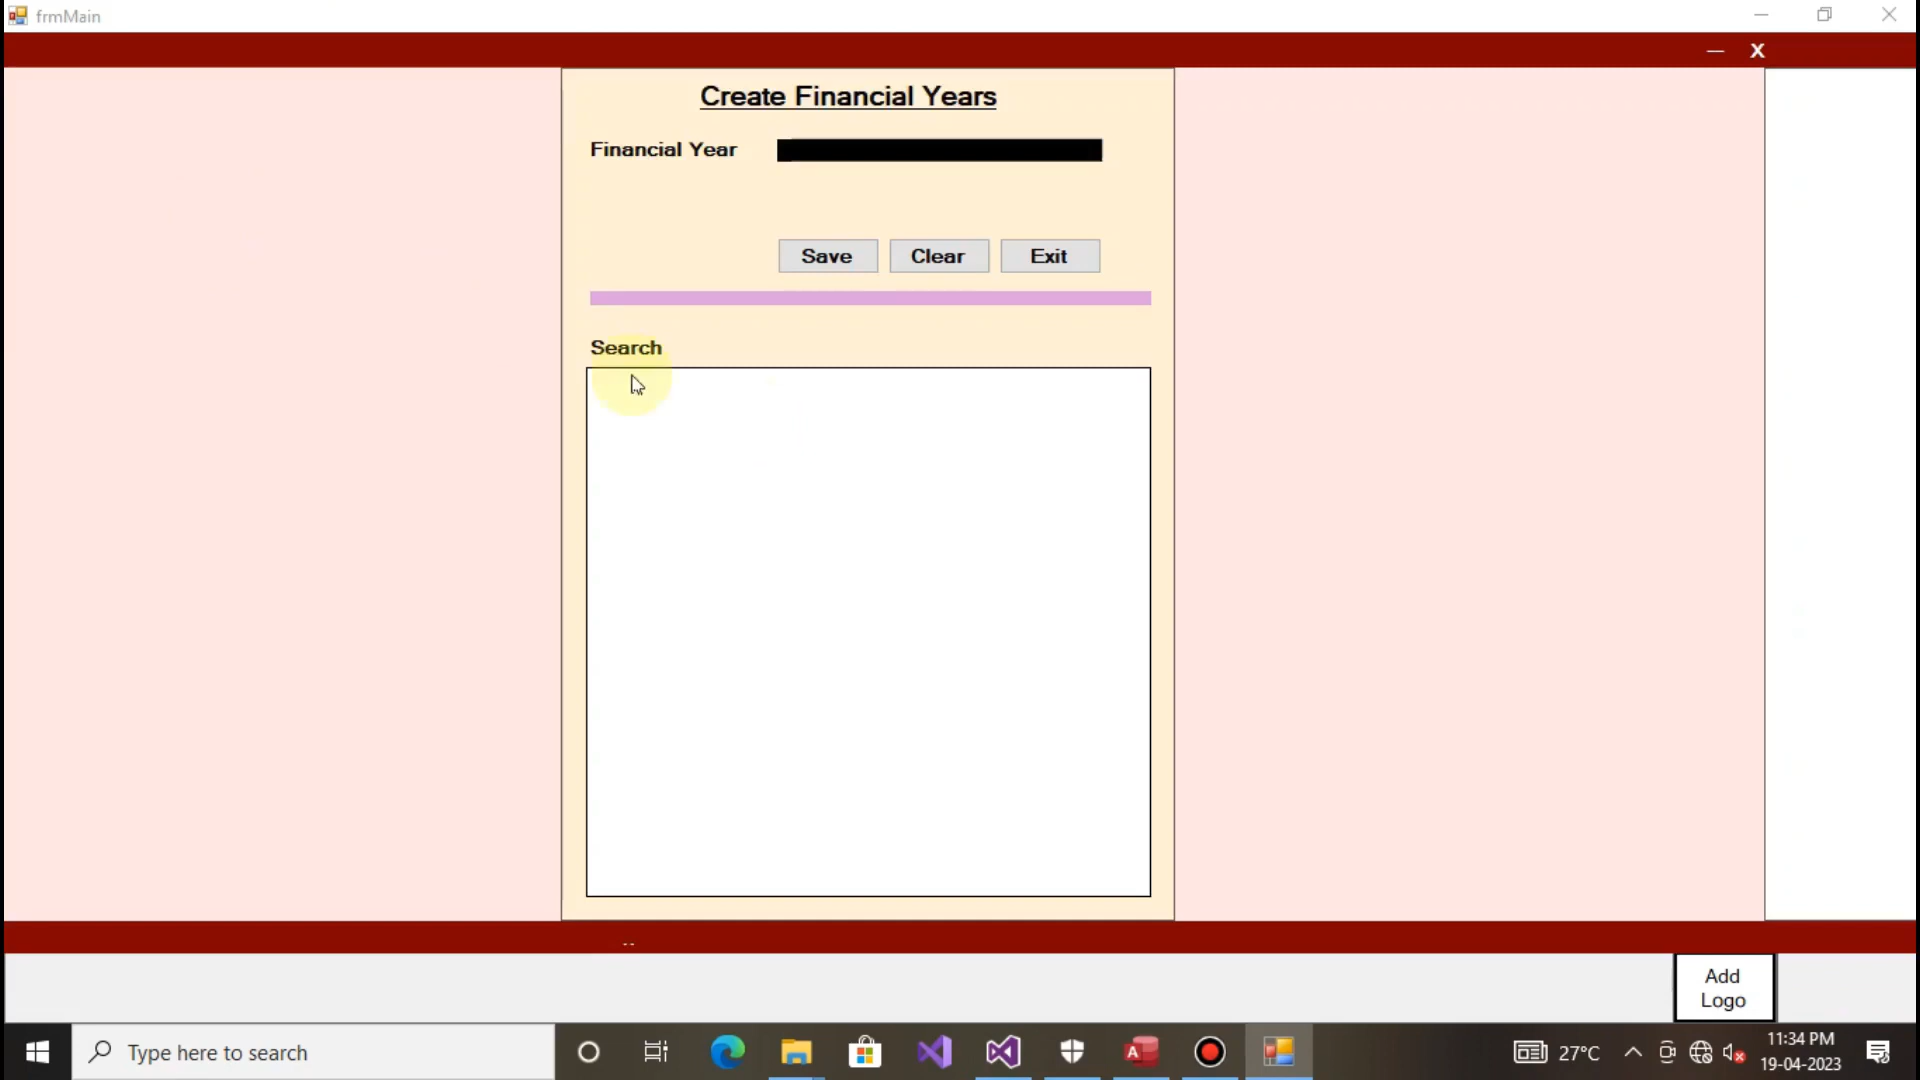 frmMain
X
Create Financial Years
Financial Year
Save Clear Exit
Search
..
Add
Logo
Type here to search
A
27°C
11:34 PM
19-04-2023